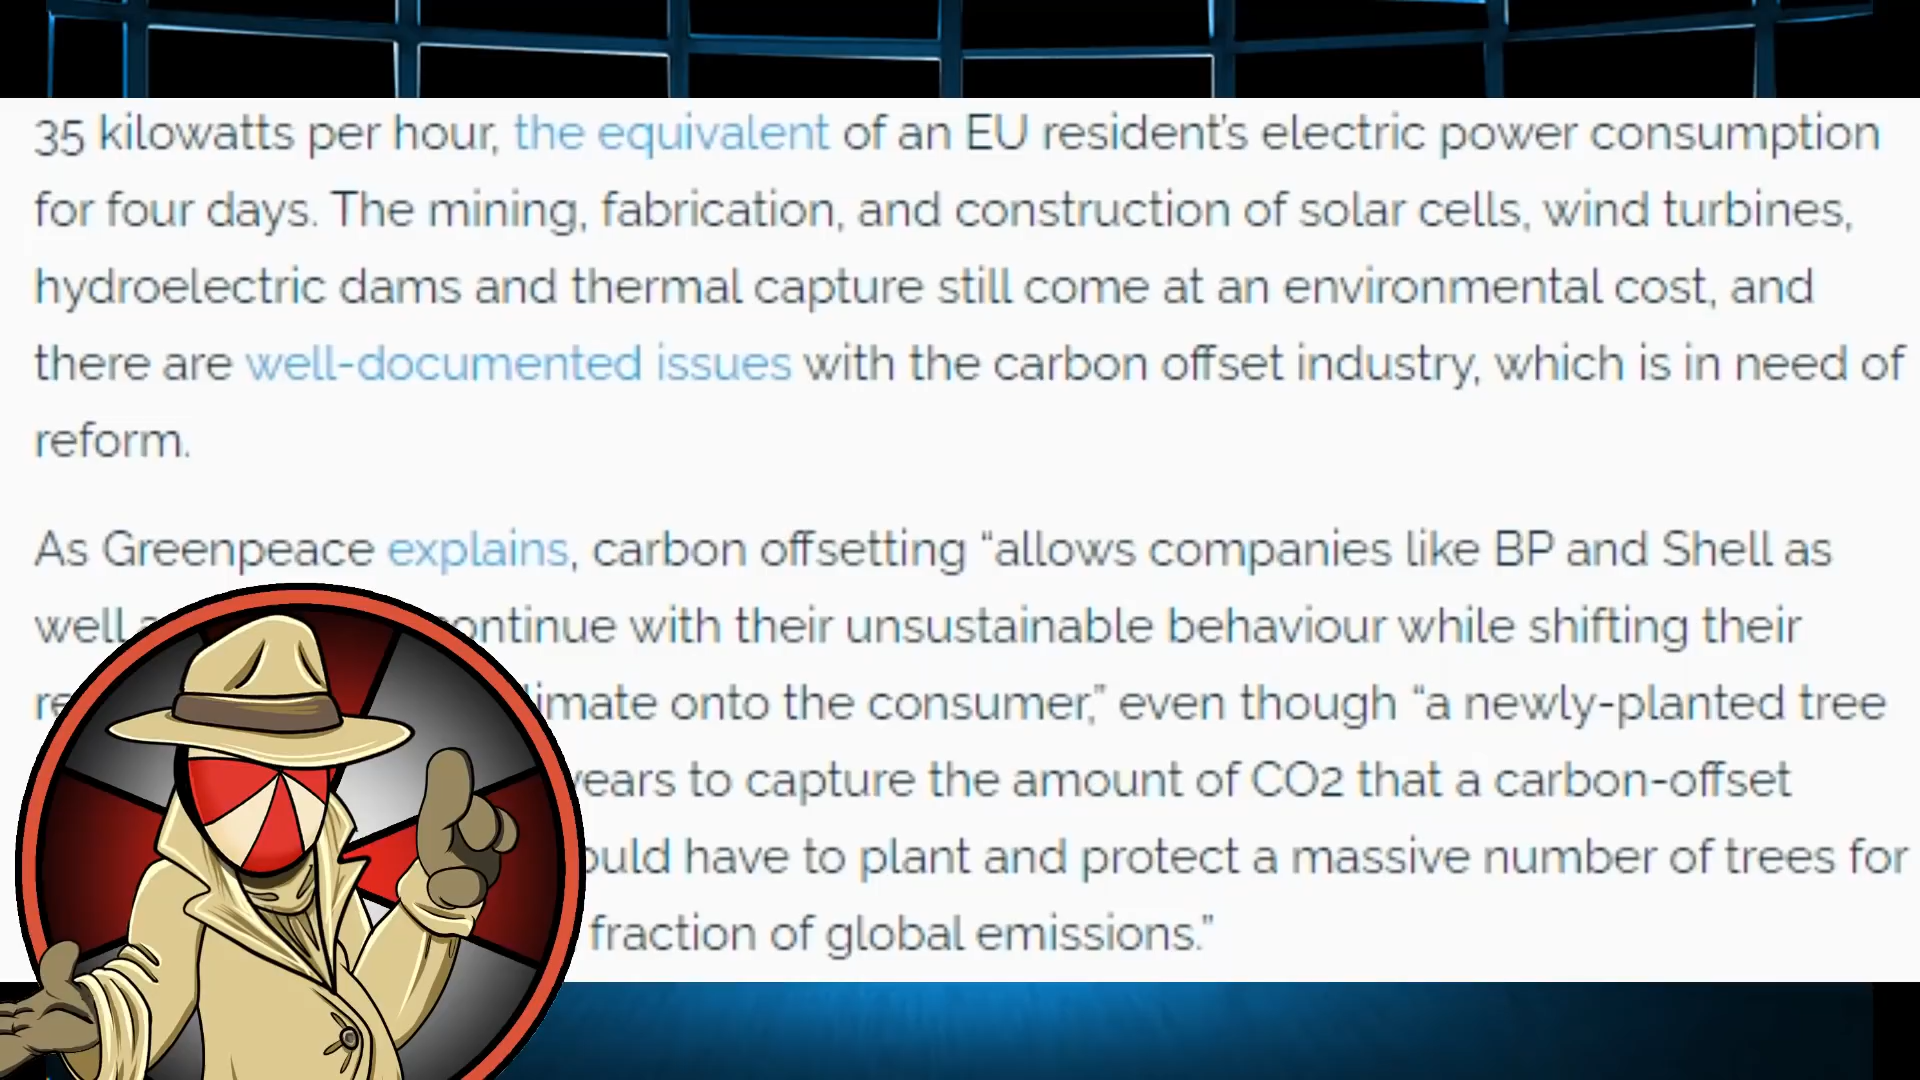 35 kilowatts per hour, the equivalent of an EU resident’s electric power consumption
for four days. The mining, fabrication, and construction of solar cells, wind turbines,
hydroelectric dams and thermal capture still come at an environmental cost, and
there are well-documented issues with the carbon offset industry, which is in need of
reform.
As Greenpeace explains, carbon offsetting “allows companies like BP and Shell as
well with their unsustainable behaviour while shifting their
onto the consumer,” even though “a newly-planted tree
to capture the amount of CO2 that a carbon-offset
have to plant and protect a massive number of trees for
fraction of global emissions.”